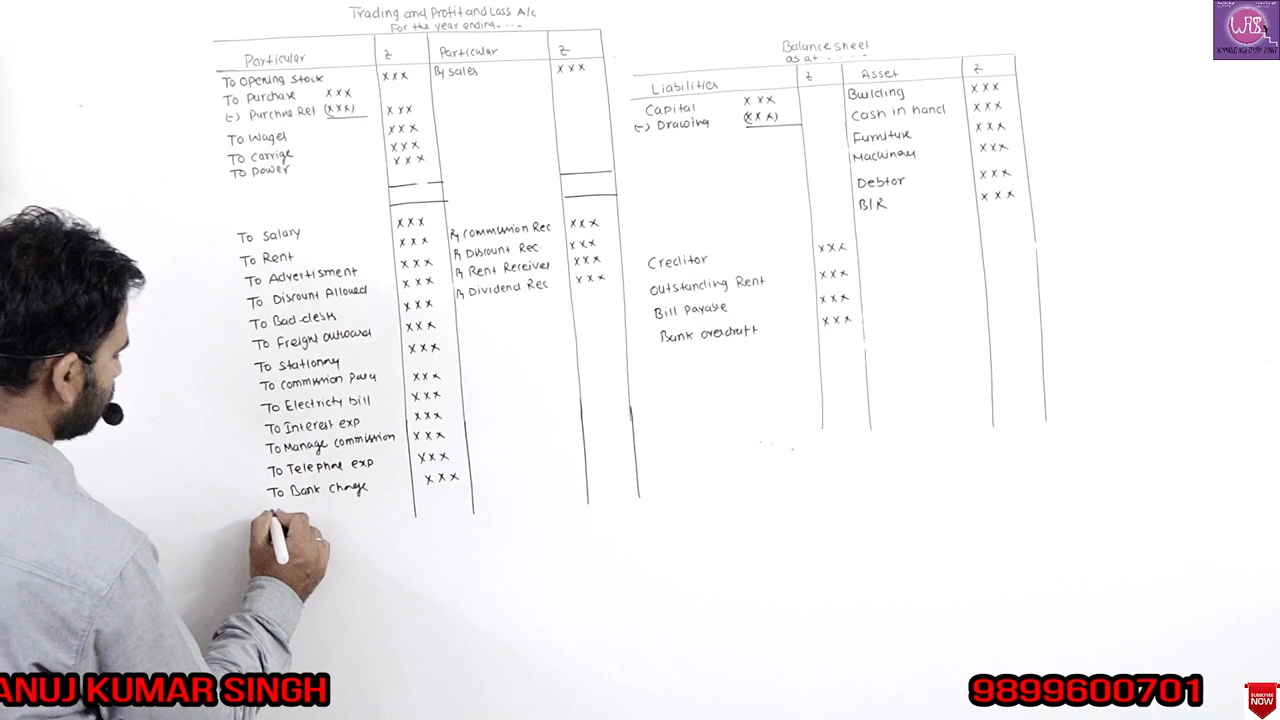 Trading and Profit and Loss A/c
For the year ending....
Particular ₹ Particular ₹
To Opening Stock xxx By Sales xxx
To Purchase xxx
(-) Purchase Ret (xxx) xxx
To Wages xxx
To Carrige xxx
To Power xxx
To Salary xxx By Commission Rec xxx
To Rent xxx By Discount Rec. xxx
To Advertisment xxx By Rent Received xxx
To Discount Allowed xxx By Dividend Rec xxx
To Bad-debts xxx
To Freight outward xxx
To Stationary xxx
To Commission Paid xxx
To Electricty bill xxx
To Interest exp xxx
To Manage commission xxx
To Telephone exp xxx
To Bank charge xxx
Balance sheet
as at .....
Liabilities ₹ Asset ₹
Capital xxx Building xxx
(-) Drawing (xxx) Cash in hand xxx
Furniture xxx
Machinary xxx
Debtor xxx
B/R xxx
Creditor xxx
Outstanding Rent xxx
Bill Payable xxx
Bank overdraft xxx
ANUJ KUMAR SINGH
9899600701
SUBSCRIBE
NOW